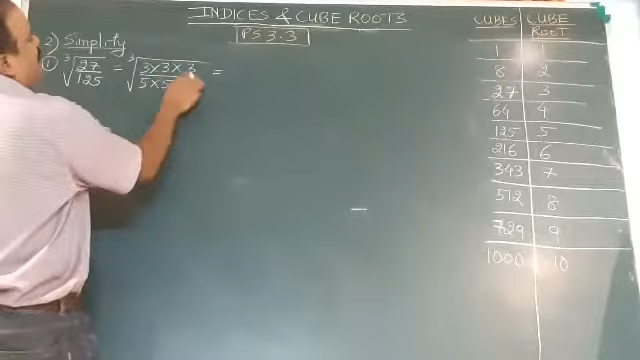 INDICES & CUBE ROOTS
PS 3.3
2) Simplify
① ∛(27/125) = ∛(3×3×3/5×5
=
CUBES CUBE ROOT
1 1
8 2
27 3
64 4
125 5
216 6
343 7
512 8
729 9
1000 10